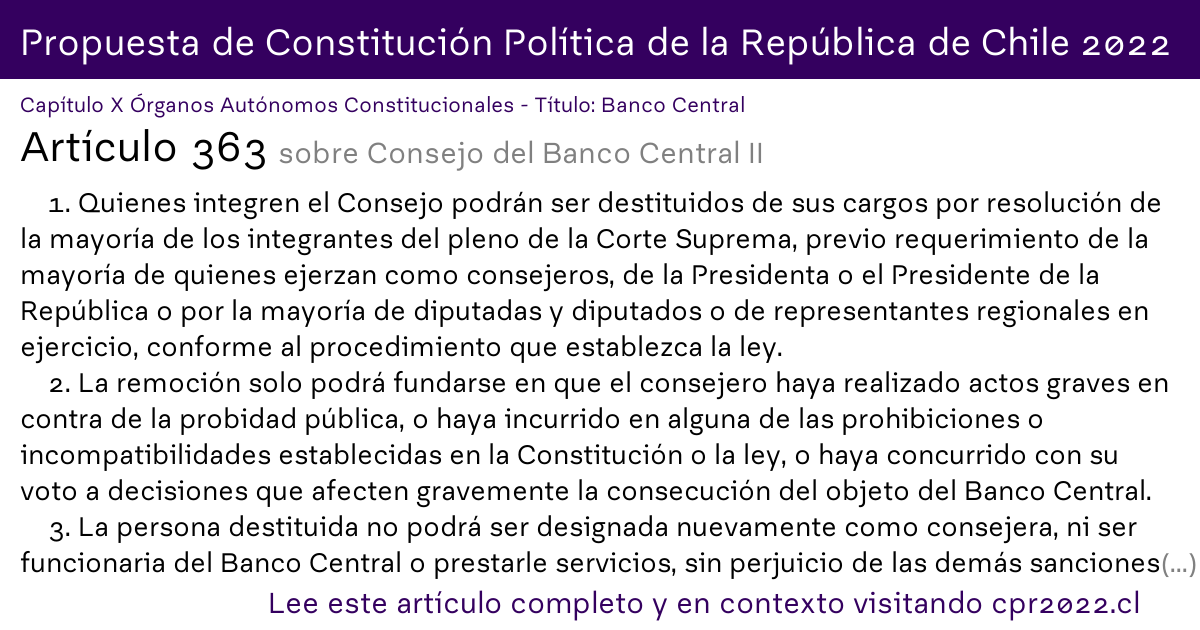 Propuesta de Constitución Política de la República de Chile 2022
Capítulo X Órganos Autónomos Constitucionales - Título: Banco Central
Artículo 363 sobre Consejo del Banco Central II
1. Quienes integren el Consejo podrán ser destituidos de sus cargos por resolución de
la mayoría de los integrantes del pleno de la Corte Suprema, previo requerimiento de la
mayoría de quienes ejerzan como consejeros, de la Presidenta o el Presidente de la
República o por la mayoría de diputadas y diputados o de representantes regionales en
ejercicio, conforme al procedimiento que establezca la ley.
2. La remoción solo podrá fundarse en que el consejero haya realizado actos graves en
contra de la probidad pública, o haya incurrido en alguna de las prohibiciones o
incompatibilidades establecidas en la Constitución o la ley, o haya concurrido con su
voto a decisiones que afecten gravemente la consecución del objeto del Banco Central.
3. La persona destituida no podrá ser designada nuevamente como consejera, ni ser
funcionaria del Banco Central o prestarle servicios, sin perjuicio de las demás sanciones(...)
Lee este artículo completo y en contexto visitando cpr2022.cl